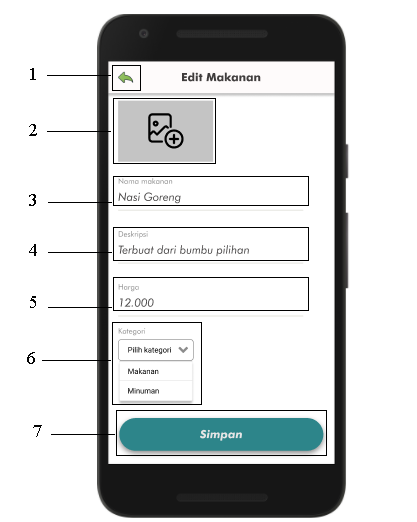 1
Edit Makanan
2
3
Nama makanan
Nasi Goreng
4
Deskripsi
Terbuat dari bumbu pilihan
5
Harga
12.000
6
Kategori
Pilih kategori
Makanan
Minuman
7
Simpan